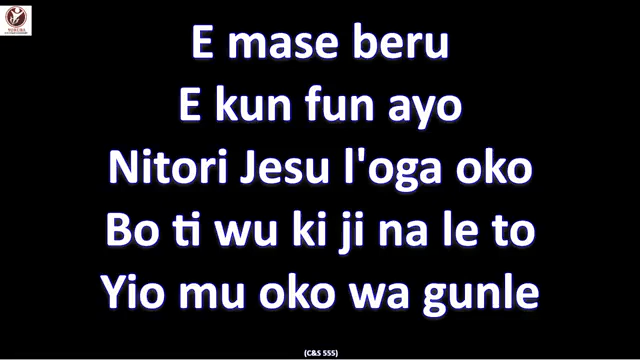 E mase beru
E kun fun ayo
Nitori Jesu l'oga oko
Bo ti wu ki ji na le to
Yio mu oko wa gunle
(C&S 555)